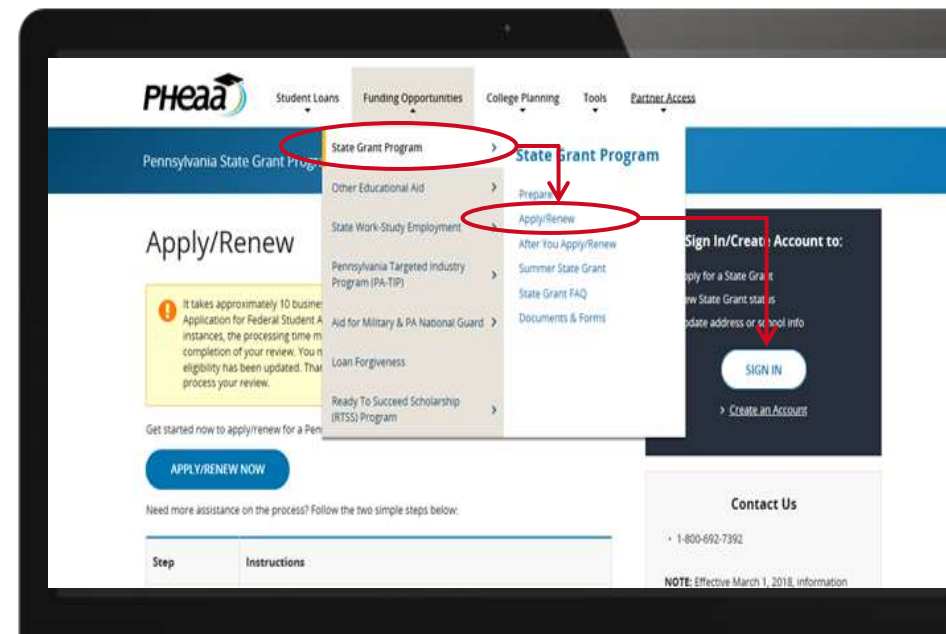 PHEAA
Student Loans Funding Opportunities College Planning Tools Partner Access
Pennsylvania State Grant Progr
State Grant Program
Other Educational Aid
State Work-Study Employment
Pennsylvania Targeted Industry
Program (PA-TIP)
Aid for Military & PA National Guard
Loan Forgiveness
Ready To Succeed Scholarship
(RTSS) Program
State Grant Program
Prepare
Apply/Renew
After You Apply/Renew
Summer State Grant
State Grant FAQ
Documents & Forms
Apply/Renew
It takes approximately 10 busine
Application for Federal Student A
instances, the processing time m
completion of your review. You m
eligibility has been updated. Than
process your review.
Get started now to apply/renew for a Pen
APPLY/RENEW NOW
Need more assistance on the process? Follow the two simple steps below:
Step Instructions
Sign In/Create Account to:
pply for a State Grant
ew State Grant status
pdate address or school info
SIGN IN
> Create an Account
Contact Us
• 1-800-692-7392
NOTE: Effective March 1, 2018, information